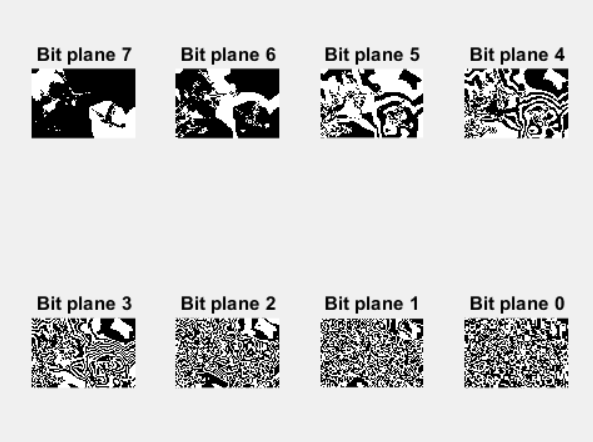 Bit plane 7
Bit plane 6
Bit plane 5
Bit plane 4
Bit plane 3
Bit plane 2
Bit plane 1
Bit plane 0